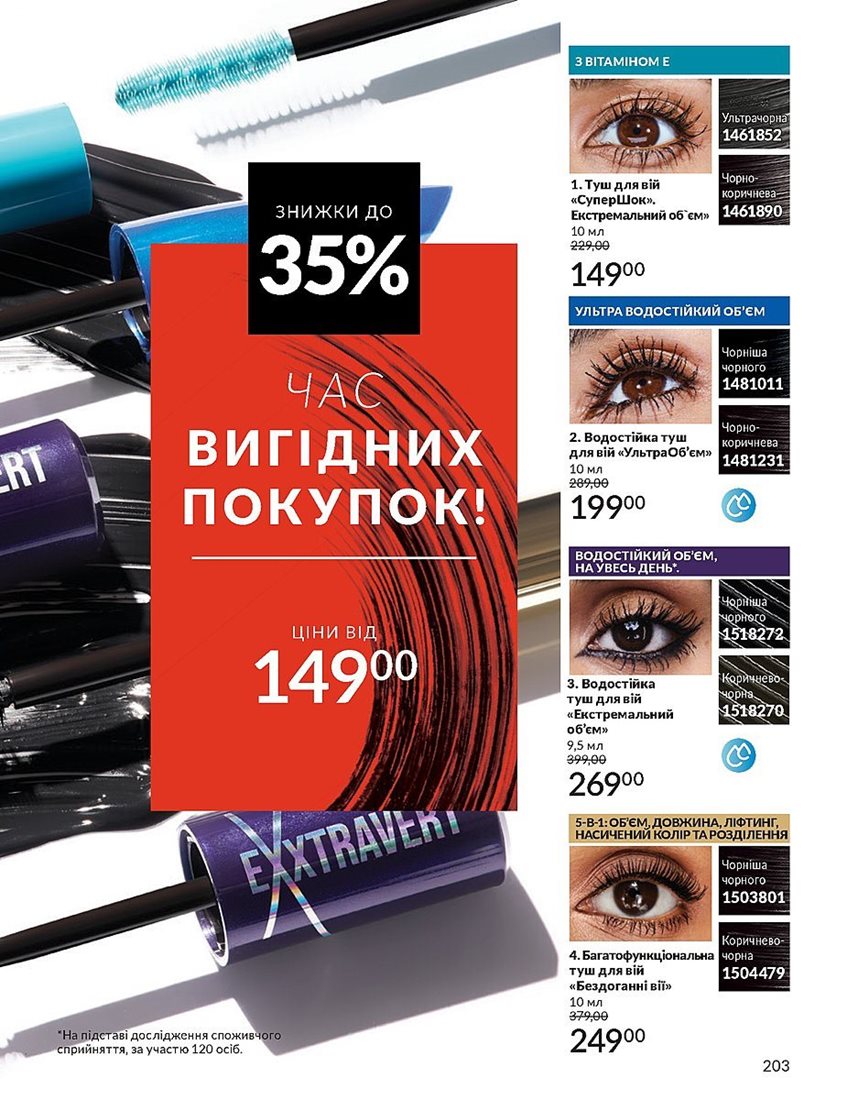 ЗНИЖКИ ДО
35%
ЧАС
ВИГІДНИХ
ПОКУПОК!
ЦІНИ ВІД
149⁰⁰
VERT
EXXTRAVERT
*На підставі дослідження споживчого
сприйняття, за участю 120 осіб.
З ВІТАМІНОМ Е
Ультрачорна
1461852
Чорно-
коричнева
1461890
1. Туш для вій
«СуперШок».
Екстремальний об`єм»
10 мл
229,00
149⁰⁰
УЛЬТРА ВОДОСТІЙКИЙ ОБ’ЄМ
Чорніша
чорного
1481011
Чорно-
коричнева
1481231
2. Водостійка туш
для вій «УльтраОб’єм»
10 мл
289,00
199⁰⁰
ВОДОСТІЙКИЙ ОБ’ЄМ,
НА УВЕСЬ ДЕНЬ*.
Чорніша
чорного
1518272
Коричнево-
чорна
1518270
3. Водостійка
туш для вій
«Екстремальний
об’єм»
9,5 мл
399,00
269⁰⁰
5-В-1: ОБ’ЄМ, ДОВЖИНА, ЛІФТИНГ,
НАСИЧЕНИЙ КОЛІР ТА РОЗДІЛЕННЯ
Чорніша
чорного
1503801
Коричнево-
чорна
1504479
4. Багатофункціональна
туш для вій
«Бездоганні вії»
10 мл
379,00
249⁰⁰
203